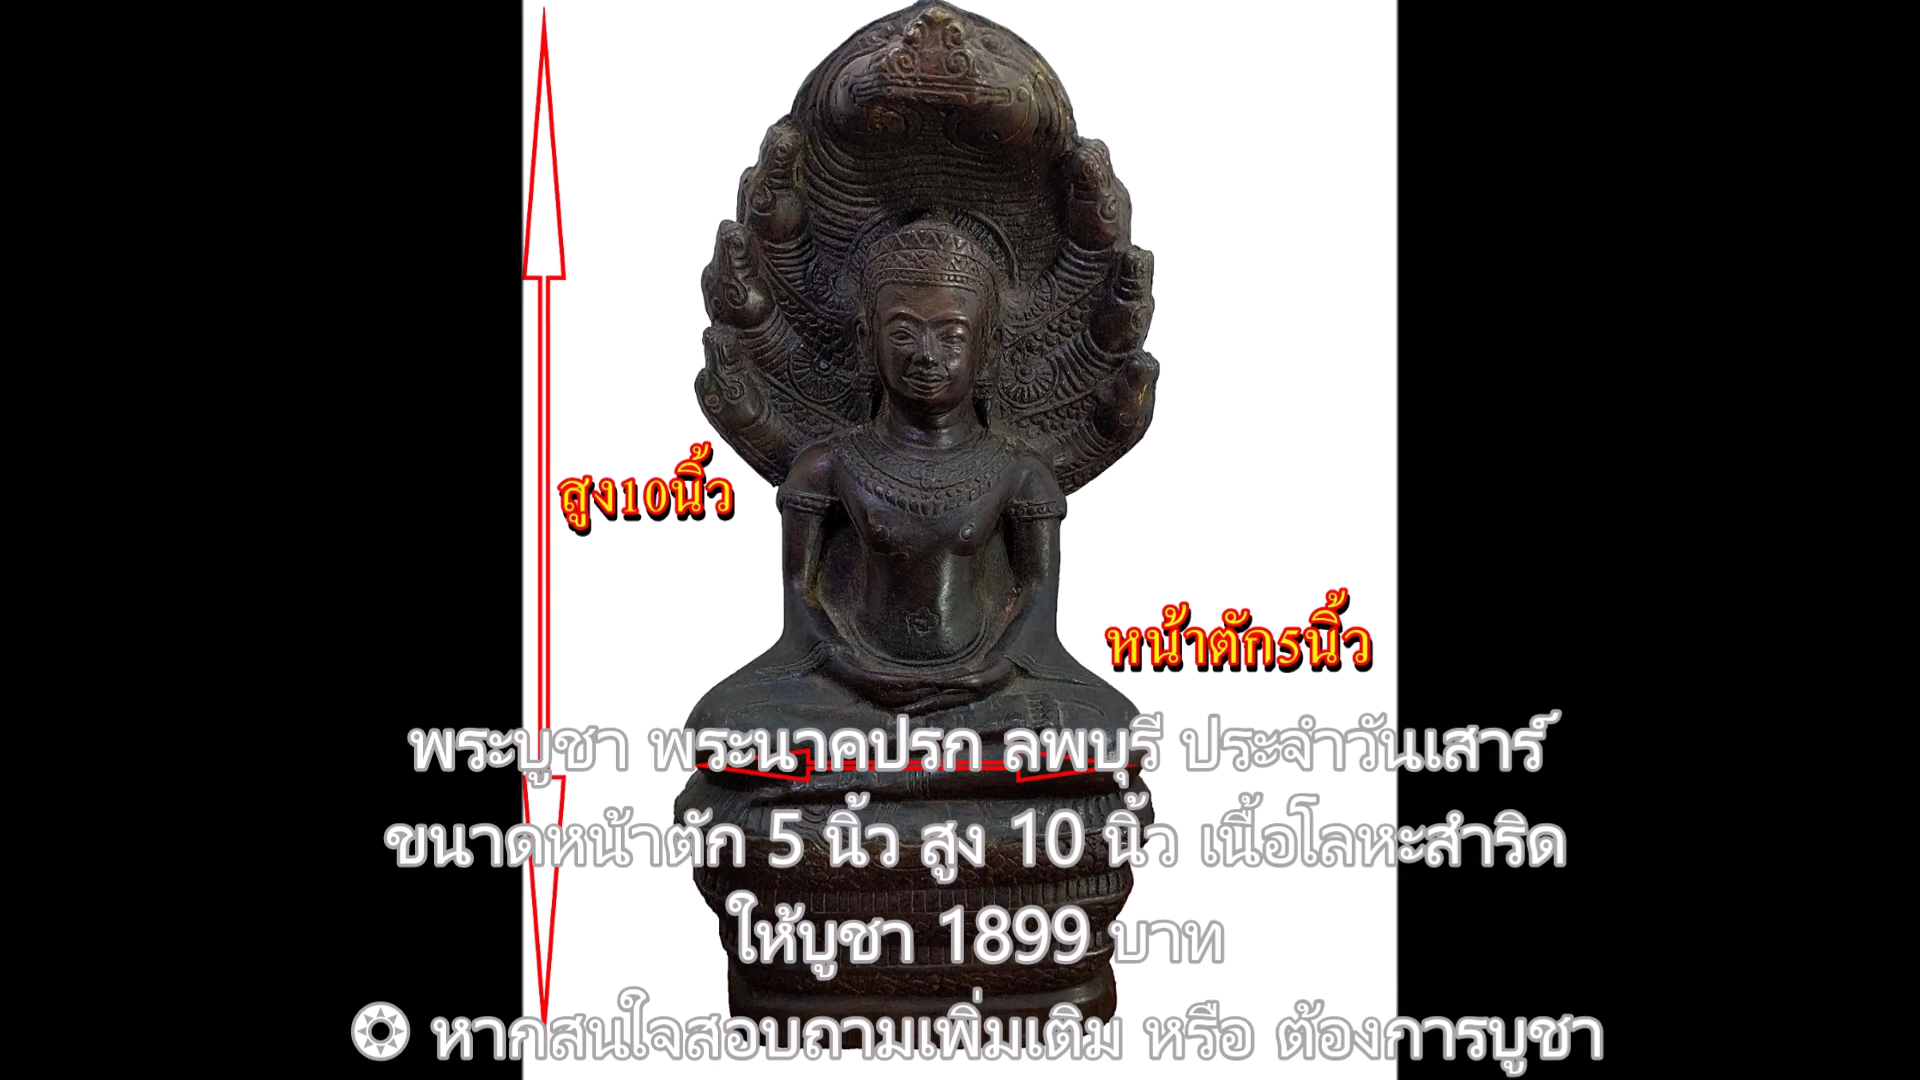 สูง10นิ้ว
หน้าตัก5นิ้ว
พระบูชา พระนาคปรก ลพบุรี ประจำวันเสาร์
ขนาดหน้าตัก 5 นิ้ว สูง 10 นิ้ว เนื้อโลหะสำริด
ให้บูชา 1899 บาท
۞ หากสนใจสอบถามเพิ่มเติม หรือ ต้องการบูชา